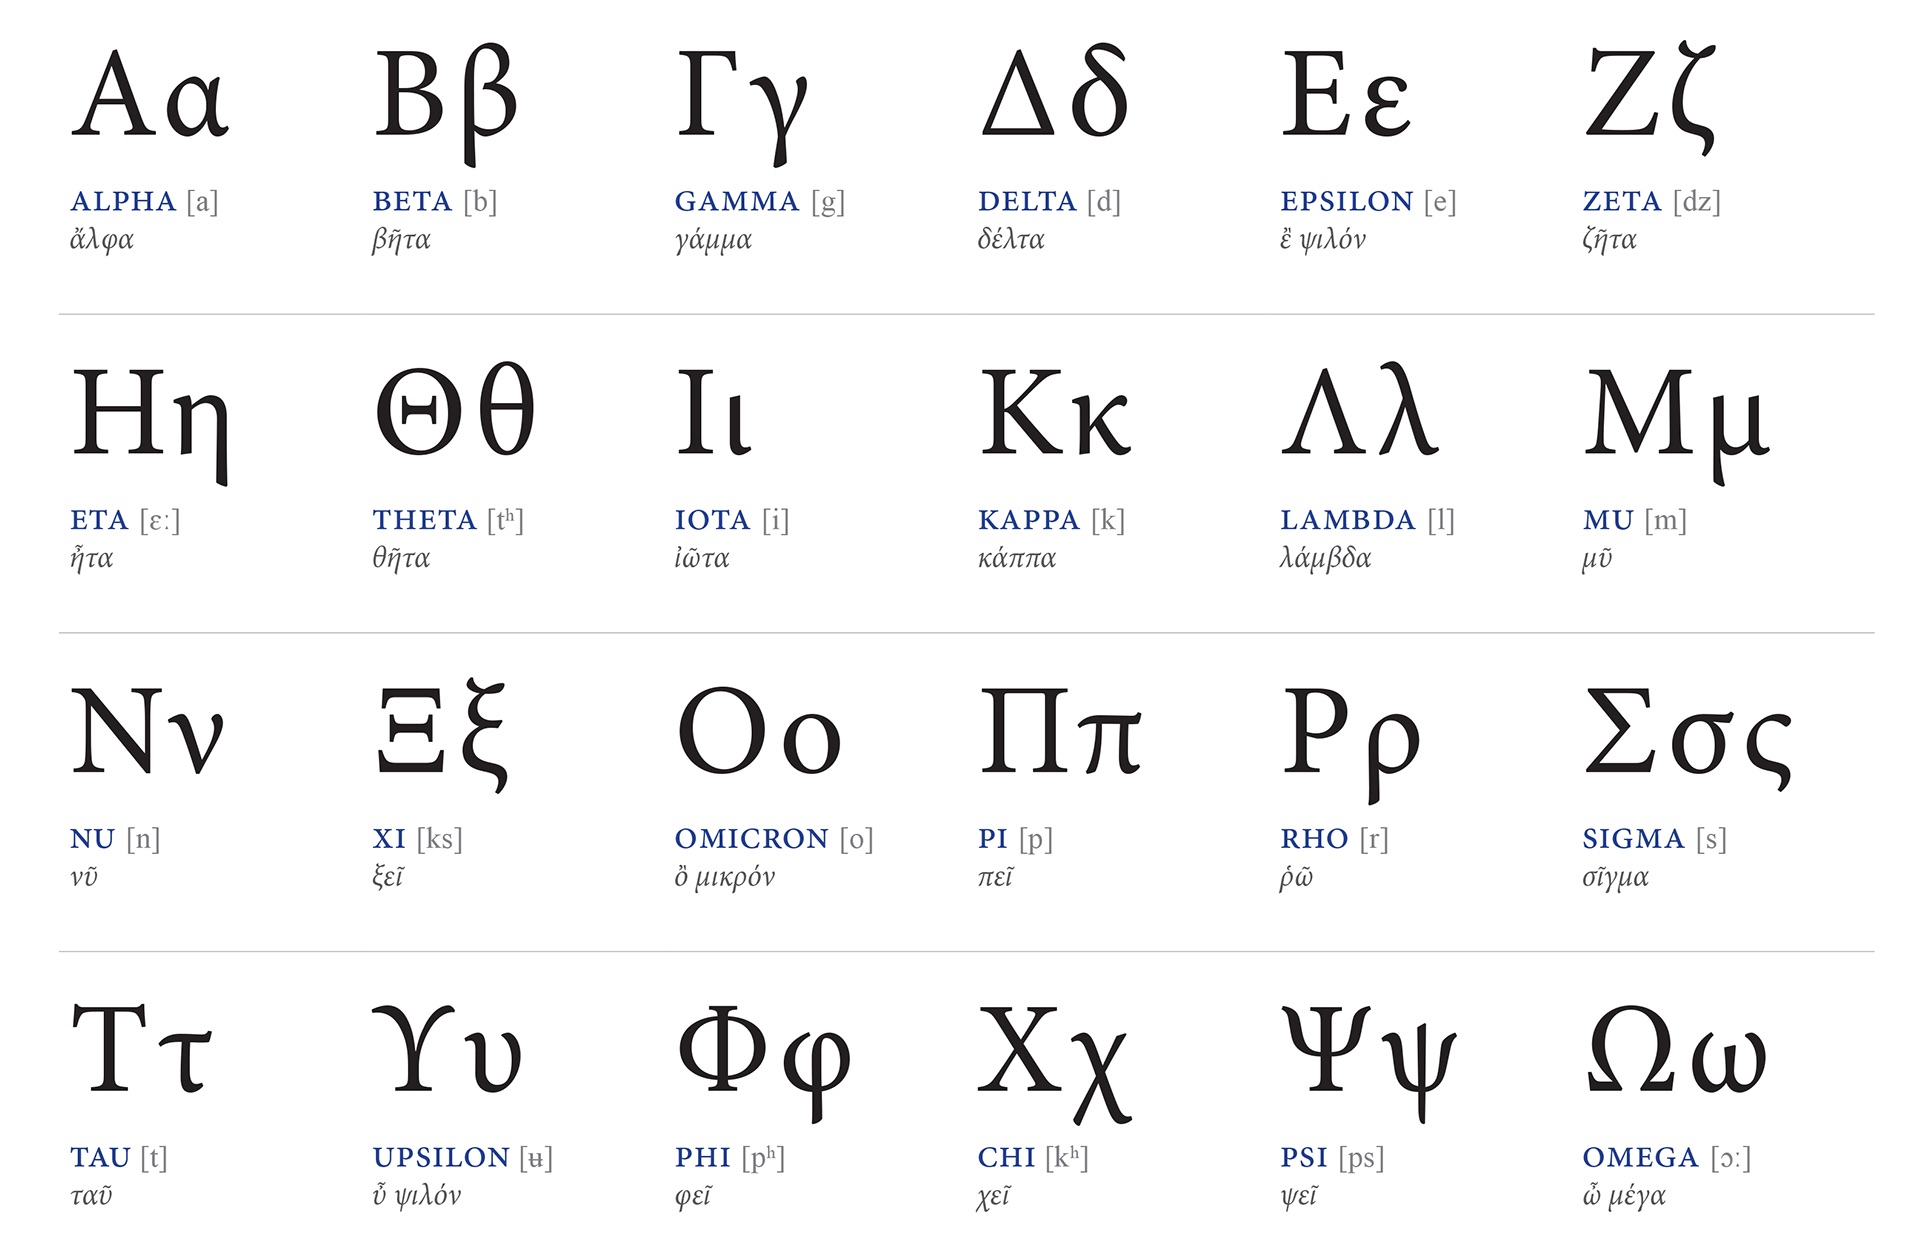 Αα Ββ Γγ Δδ Εε Ζζ
ALPHA [a] BETA [b] GAMMA [g] DELTA [d] EPSILON [e] ZETA [dz]
ἄλφα βῆτα γάμμα δέλτα ἒ ψιλόν ζῆτα
Ηη Θθ Ιι Κκ Λλ Μμ
ETA [ɛː] THETA [tʰ] IOTA [i] KAPPA [k] LAMBDA [l] MU [m]
ἦτα θῆτα ἰῶτα κάππα λάμβδα μῦ
Νν Ξξ Οο Ππ Ρρ Σσς
NU [n] XI [ks] OMICRON [o] PI [p] RHO [r] SIGMA [s]
νῦ ξεῖ ὂ μικρόν πεῖ ῥῶ σῖγμα
Ττ ϒυ Φφ Χχ Ψψ Ωω
TAU [t] UPSILON [ʉ] PHI [pʰ] CHI [kʰ] PSI [ps] OMEGA [ɔː]
ταῦ ὖ ψιλόν φεῖ χεῖ ψεῖ ὦ μέγα